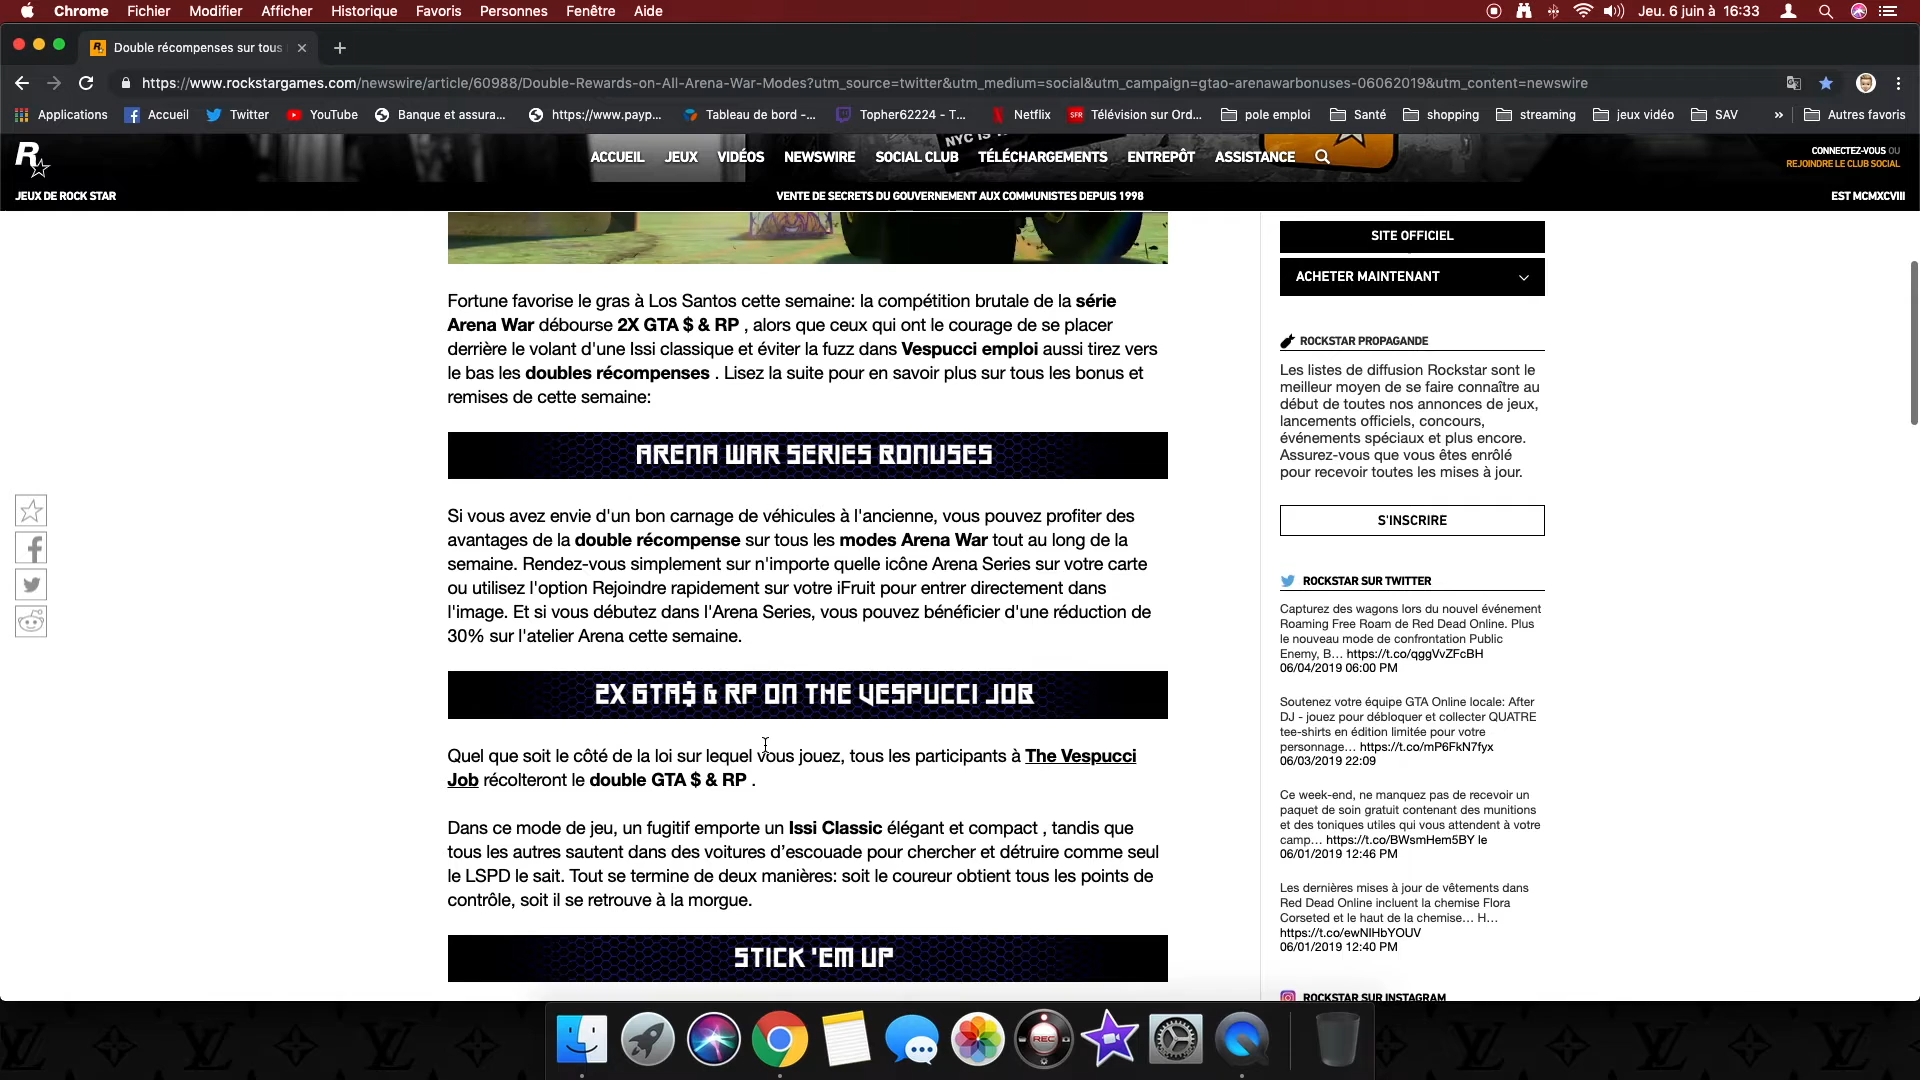 Chrome Fichier Modifier Afficher Historique Favoris Personnes Fenêtre Aide Jeu. 6 juin à 16:33
Double récompenses sur tous
https://www.rockstargames.com/newswire/article/60988/Double-Rewards-on-All-Arena-War-Modes?utm_source=twitter&utm_medium=social&utm_campaign=gtao-arenawarbonuses-06062019&utm_content=newswire
Applications Accueil Twitter YouTube Banque et assura... https://www.payp... Tableau de bord -... Topher62224 - T... Netflix SFR Télévision sur Ord... pole emploi Santé shopping streaming jeux vidéo SAV » Autres favoris
NYC IS
R ACCUEIL JEUX VIDÉOS NEWSWIRE SOCIAL CLUB TÉLÉCHARGEMENTS ENTREPÔT ASSISTANCE
CONNECTEZ-VOUS OU
REJOINDRE LE CLUB SOCIAL
JEUX DE ROCK STAR VENTE DE SECRETS DU GOUVERNEMENT AUX COMMUNISTES DEPUIS 1998 EST MCMXCVIII
Fortune favorise le gras à Los Santos cette semaine: la compétition brutale de la série
Arena War débourse 2X GTA $ & RP , alors que ceux qui ont le courage de se placer
derrière le volant d'une Issi classique et éviter la fuzz dans Vespucci emploi aussi tirez vers
le bas les doubles récompenses . Lisez la suite pour en savoir plus sur tous les bonus et
remises de cette semaine:
ARENA WAR SERIES BONUSES
Si vous avez envie d'un bon carnage de véhicules à l'ancienne, vous pouvez profiter des
avantages de la double récompense sur tous les modes Arena War tout au long de la
semaine. Rendez-vous simplement sur n'importe quelle icône Arena Series sur votre carte
ou utilisez l'option Rejoindre rapidement sur votre iFruit pour entrer directement dans
l'image. Et si vous débutez dans l'Arena Series, vous pouvez bénéficier d'une réduction de
30% sur l'atelier Arena cette semaine.
2X GTA$ & RP ON THE VESPUCCI JOB
Quel que soit le côté de la loi sur lequel vous jouez, tous les participants à The Vespucci
Job récolteront le double GTA $ & RP .
Dans ce mode de jeu, un fugitif emporte un Issi Classic élégant et compact , tandis que
tous les autres sautent dans des voitures d’escouade pour chercher et détruire comme seul
le LSPD le sait. Tout se termine de deux manières: soit le coureur obtient tous les points de
contrôle, soit il se retrouve à la morgue.
STICK 'EM UP
SITE OFFICIEL
ACHETER MAINTENANT
ROCKSTAR PROPAGANDE
Les listes de diffusion Rockstar sont le
meilleur moyen de se faire connaître au
début de toutes nos annonces de jeux,
lancements officiels, concours,
événements spéciaux et plus encore.
Assurez-vous que vous êtes enrôlé
pour recevoir toutes les mises à jour.
S'INSCRIRE
ROCKSTAR SUR TWITTER
Capturez des wagons lors du nouvel événement
Roaming Free Roam de Red Dead Online. Plus
le nouveau mode de confrontation Public
Enemy, B... https://t.co/qggVvZFcBH
06/04/2019 06:00 PM
Soutenez votre équipe GTA Online locale: After
DJ - jouez pour débloquer et collecter QUATRE
tee-shirts en édition limitée pour votre
personnage... https://t.co/mP6FkN7fyx
06/03/2019 22:09
Ce week-end, ne manquez pas de recevoir un
paquet de soin gratuit contenant des munitions
et des toniques utiles qui vous attendent à votre
camp... https://t.co/BWsmHem5BY le
06/01/2019 12:46 PM
Les dernières mises à jour de vêtements dans
Red Dead Online incluent la chemise Flora
Corseted et le haut de la chemise... H...
https://t.co/ewNIHbYOUV
06/01/2019 12:40 PM
ROCKSTAR SUR INSTAGRAM
REC